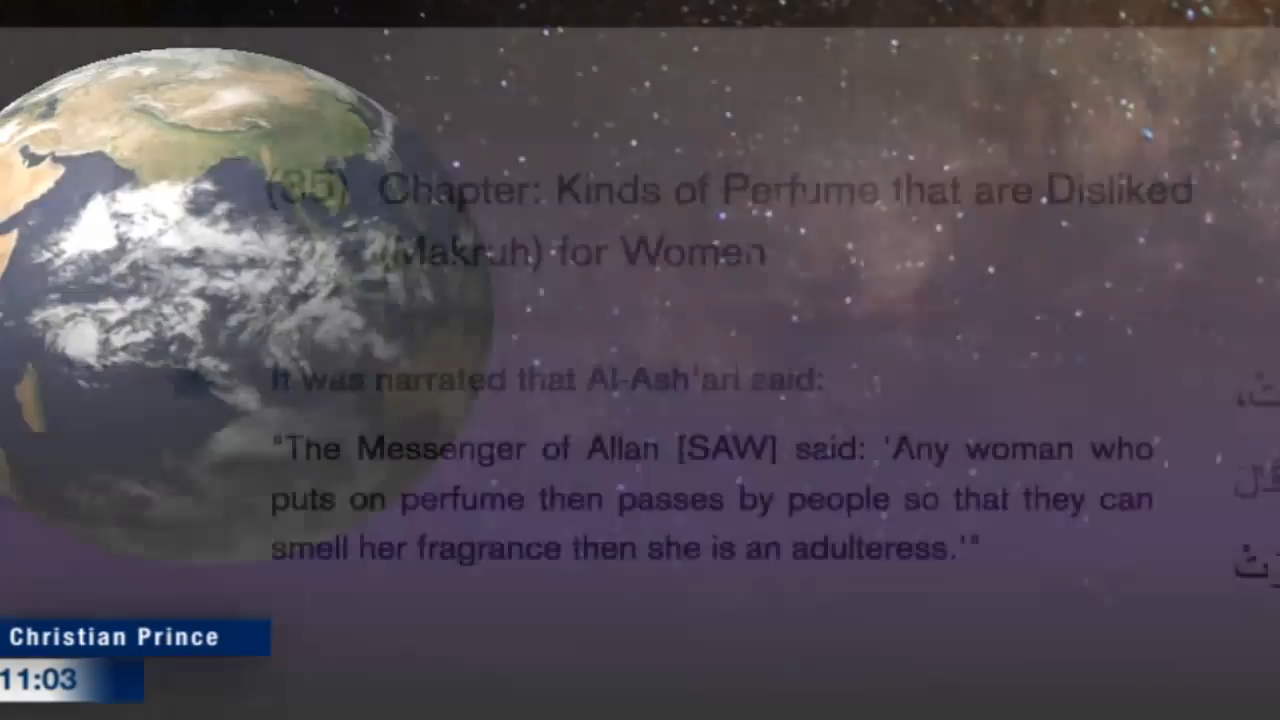 (35) Chapter: Kinds of Perfume that are Disliked
(Makruh) for Women
It was narrated that Al-Ash'ari said:
"The Messenger of Allah [SAW] said: 'Any woman who
puts on perfume then passes by people so that they can
smell her fragrance then she is an adulteress.'"
Christian Prince
11:03